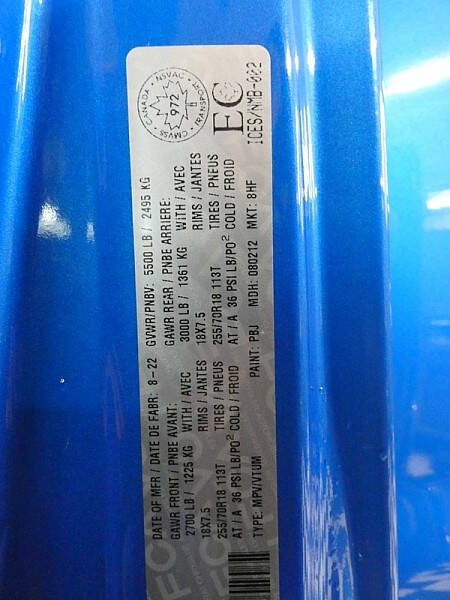 DATE OF MFR / DATE DE FABR: 8-22 GVWR/PNBV: 5500 LB / 2495 KG
GAWR FRONT / PNBE AVANT: GAWR REAR / PNBE ARRIERE:
2700 LB / 1225 KG WITH / AVEC 3000 LB / 1361 KG WITH / AVEC
18X7.5 RIMS / JANTES 18X7.5 RIMS / JANTES
255/70R18 113T TIRES / PNEUS 255/70R18 113T TIRES / PNEUS
AT / A 36 PSI LB/PO² COLD / FROID AT / A 36 PSI LB/PO² COLD / FROID
TYPE: MPV/VTUM PAINT: PBJ MDH: 080212 MKT: 8HF
CANADA • NSVAC • TRANSPORT • CMVSS
972
EC
ICES/NMB-002